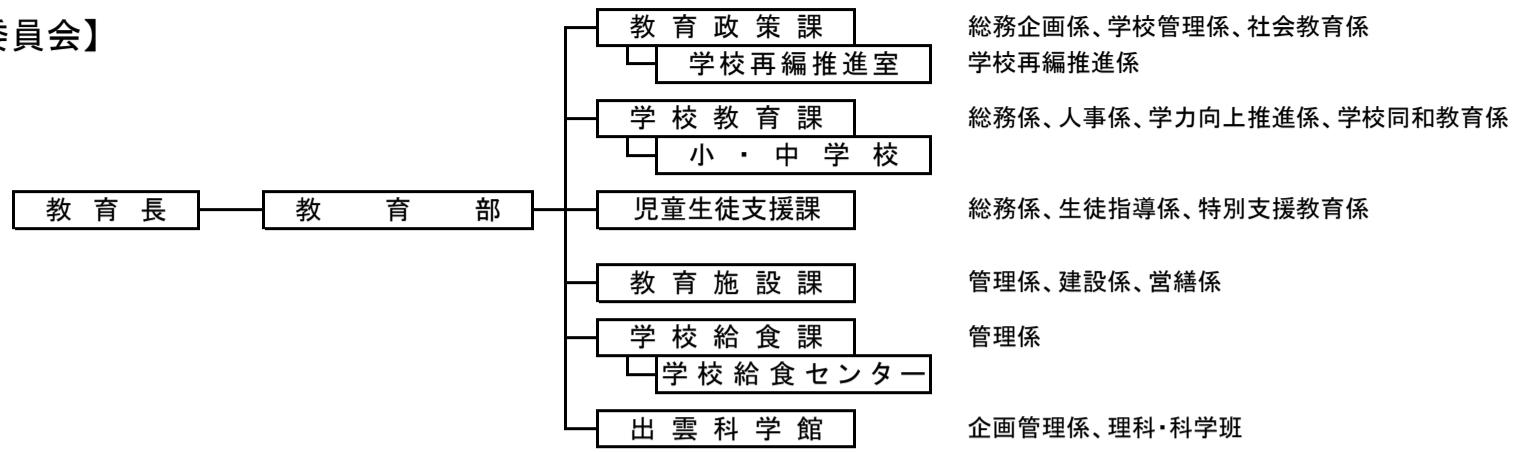 委員会】
教育政策課 総務企画係、学校管理係、社会教育係
学校再編推進室 学校再編推進係
学校教育課 総務係、人事係、学力向上推進係、学校同和教育係
小・中学校
教育長 教育部 児童生徒支援課 総務係、生徒指導係、特別支援教育係
教育施設課 管理係、建設係、営繕係
学校給食課 管理係
学校給食センター
出雲科学館 企画管理係、理科・科学班